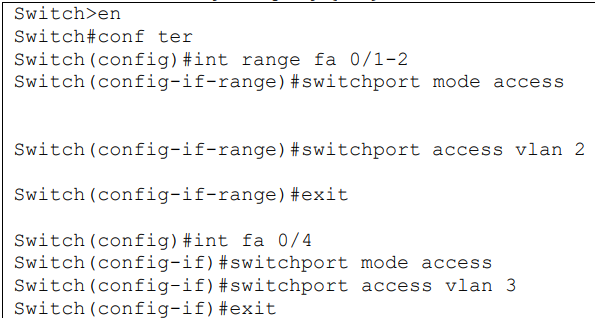 Switch>en
Switch#conf ter
Switch(config)#int range fa 0/1-2
Switch(config-if-range)#switchport mode access
Switch(config-if-range)#switchport access vlan 2
Switch(config-if-range)#exit
Switch(config)#int fa 0/4
Switch(config-if)#switchport mode access
Switch(config-if)#switchport access vlan 3
Switch(config-if)#exit